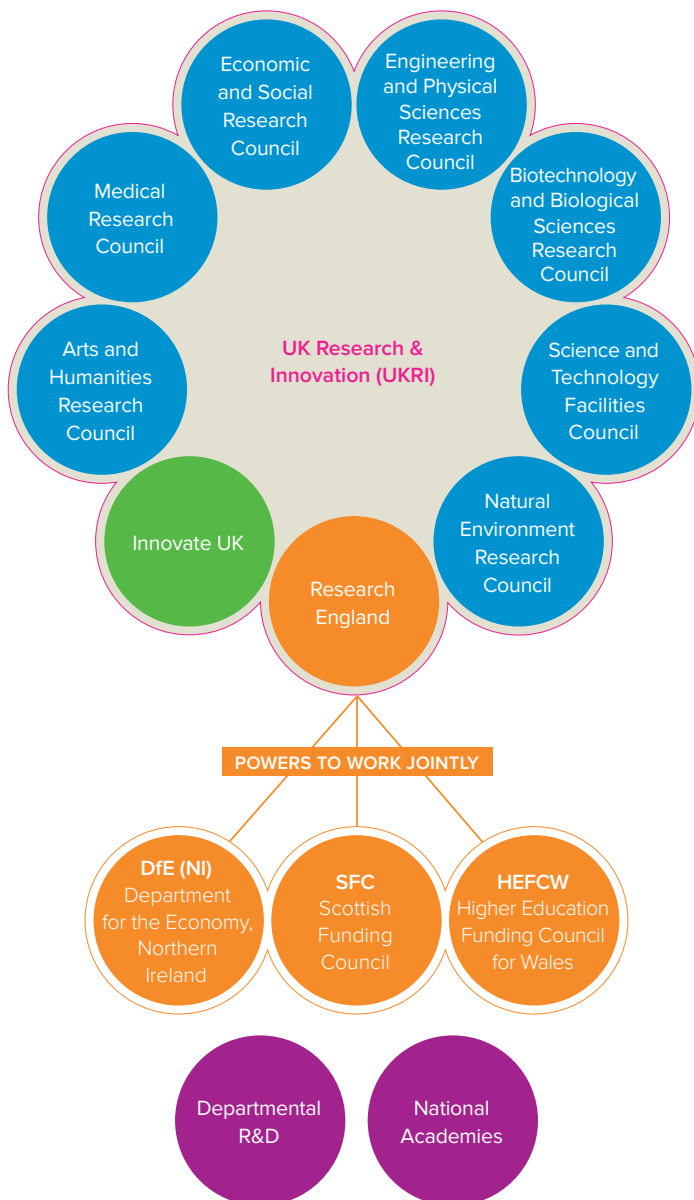 Economic
and Social
Research
Council
Engineering
and Physical
Sciences
Research
Council
Medical
Research
Council
Biotechnology
and Biological
Sciences
Research
Council
Arts and
Humanities
Research
Council
UK Research &
Innovation (UKRI)
Science and
Technology
Facilities
Council
Innovate UK
Research
England
Natural
Environment
Research
Council
POWERS TO WORK JOINTLY
DfE (NI)
Department
for the Economy,
Northern
Ireland
SFC
Scottish
Funding
Council
HEFCW
Higher Education
Funding Council
for Wales
Departmental
R&D
National
Academies